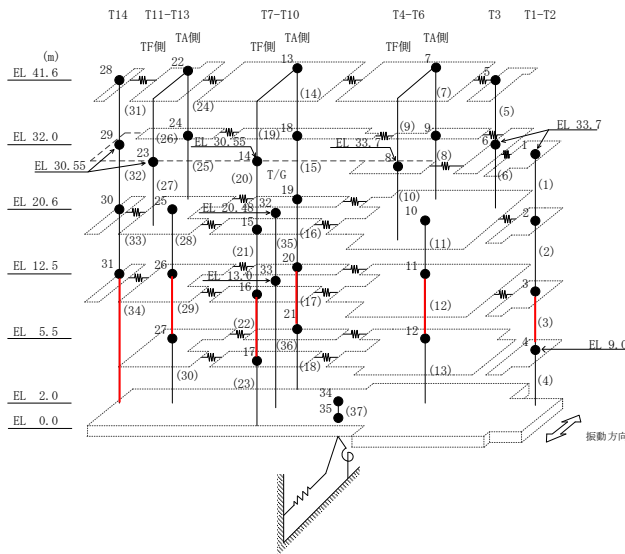 T14 T11-T13 T7-T10 T4-T6 T3 T1-T2
TF側 TA側 TF側 TA側 TF側 TA側
(m)
EL 41.6 28 22 13 7 5
(31) (24) (14) (7) (5)
EL 32.0 29 (26) 24 (19) 18 (9) 9 6 EL 33.7
EL 30.55 EL 33.7
EL 30.55 23 (25) 14 (15) 8 (8) 1
(32) (20) T/G (6) (1)
(27) 19 (10)
EL 20.6 30 25 EL 20.48 32 10 2
(33) (28) 15 (35) (16) (11) (2)
(21) 20
EL 12.5 31 26 EL 13.0 33 11 3
(34) (29) 16 (17) (12) (3)
21
EL 5.5 27 (22) (36) 12 4 EL 9.0
(30) 17 (18) (13) (4)
(23)
EL 2.0 34
EL 0.0 35 (37)
振動方向